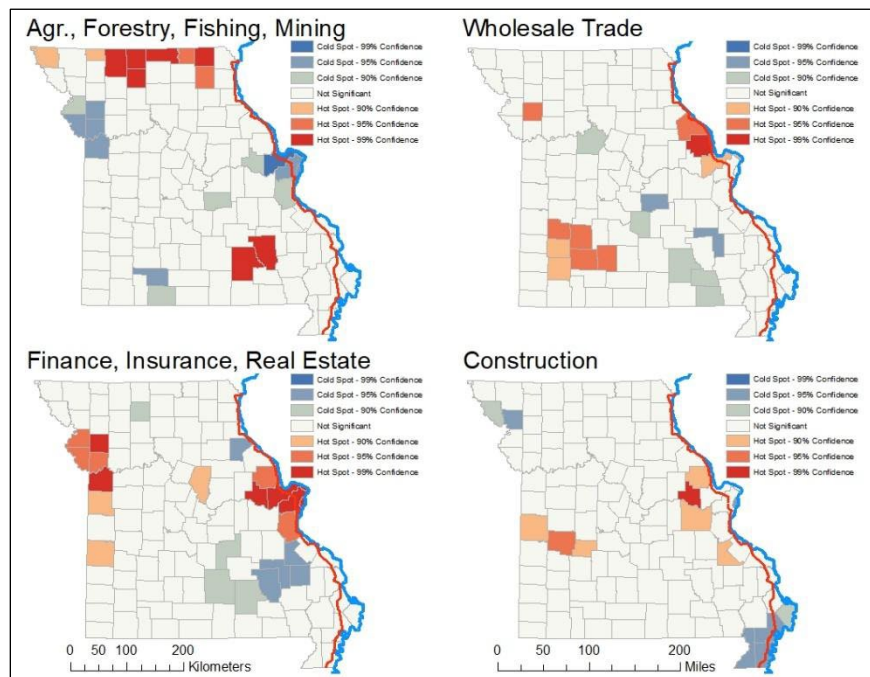 Agr., Forestry, Fishing, Mining
Cold Spot - 99% Confidence
Cold Spot - 95% Confidence
Cold Spot - 90% Confidence
Not Significant
Hot Spot - 90% Confidence
Hot Spot - 95% Confidence
Hot Spot - 99% Confidence
Wholesale Trade
Cold Spot - 99% Confidence
Cold Spot - 95% Confidence
Cold Spot - 90% Confidence
Not Significant
Hot Spot - 90% Confidence
Hot Spot - 95% Confidence
Hot Spot - 99% Confidence
Finance, Insurance, Real Estate
Cold Spot - 99% Confidence
Cold Spot - 95% Confidence
Cold Spot - 90% Confidence
Not Significant
Hot Spot - 90% Confidence
Hot Spot - 95% Confidence
Hot Spot - 99% Confidence
0 50 100 200
Kilometers
Construction
Cold Spot - 99% Confidence
Cold Spot - 95% Confidence
Cold Spot - 90% Confidence
Not Significant
Hot Spot - 90% Confidence
Hot Spot - 95% Confidence
Hot Spot - 99% Confidence
0 50 100 200
Miles